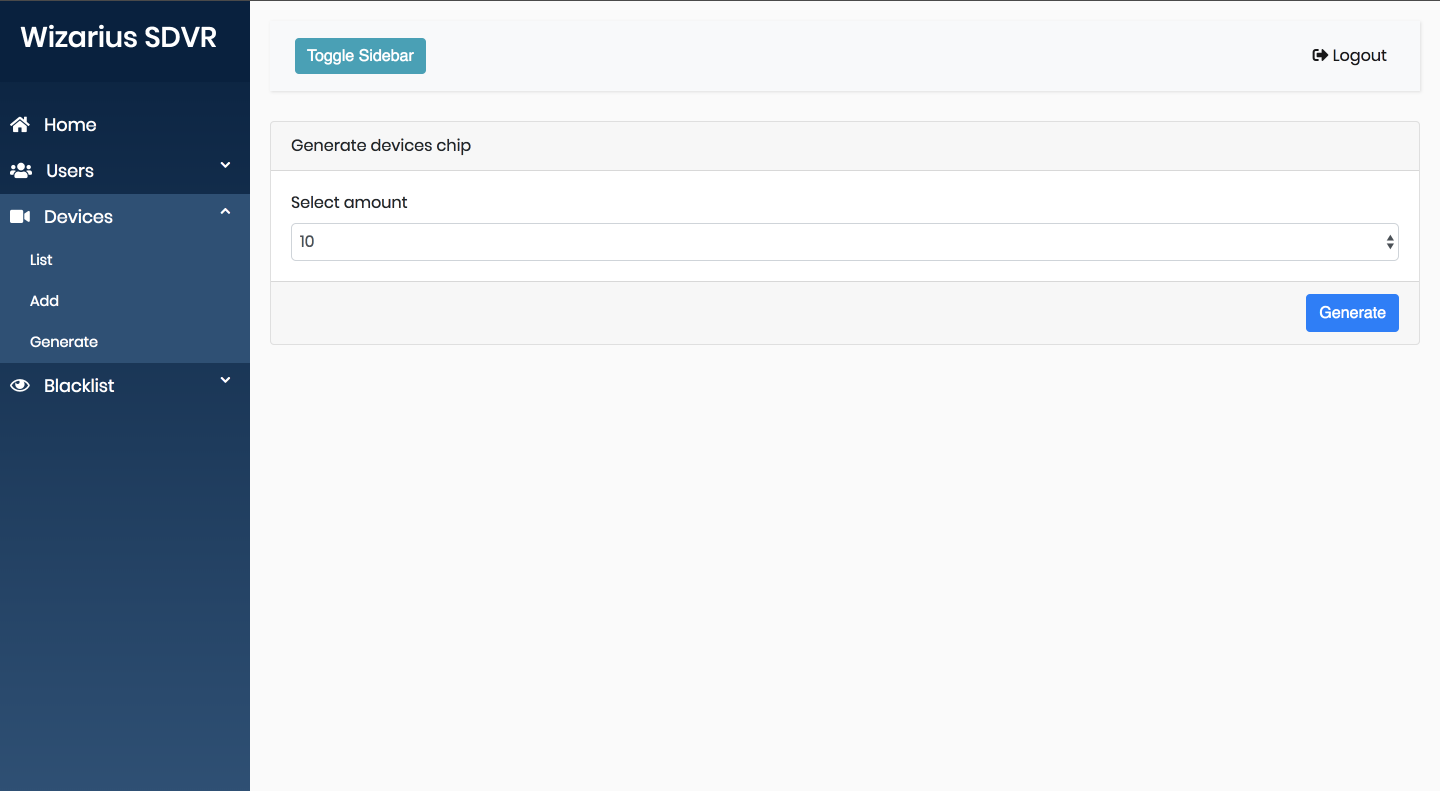 Wizarius SDVR
Toggle Sidebar
Logout
Home
Users
Devices
List
Add
Generate
Blacklist
Generate devices chip
Select amount
10
Generate